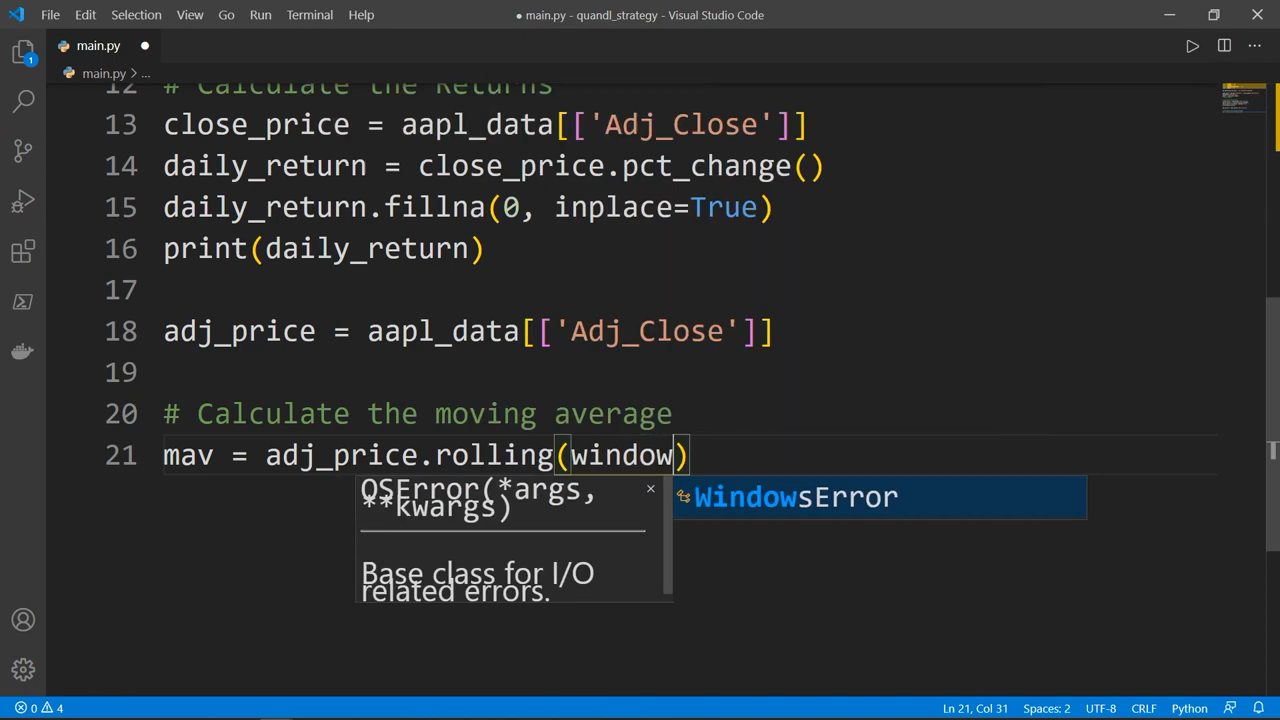 File Edit Selection View Go Run Terminal Help
● main.py - quandl_strategy - Visual Studio Code
1
main.py
main.py > ...
12 # Calculate the Returns
13 close_price = aapl_data[['Adj_Close']]
14 daily_return = close_price.pct_change()
15 daily_return.fillna(0, inplace=True)
16 print(daily_return)
17
18 adj_price = aapl_data[['Adj_Close']]
19
20 # Calculate the moving average
21 mav = adj_price.rolling(window)
OSError(*args,
**kwargs)
Base class for I/O
related errors.
WindowsError
0 4 Ln 21, Col 31 Spaces: 2 UTF-8 CRLF Python